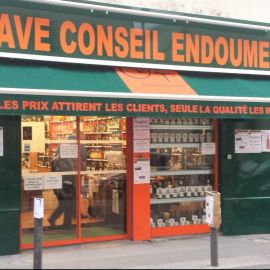 AVE CONSEIL ENDOUME
LES PRIX ATTIRENT LES CLIENTS, SEULE LA QUALITÉ LES R